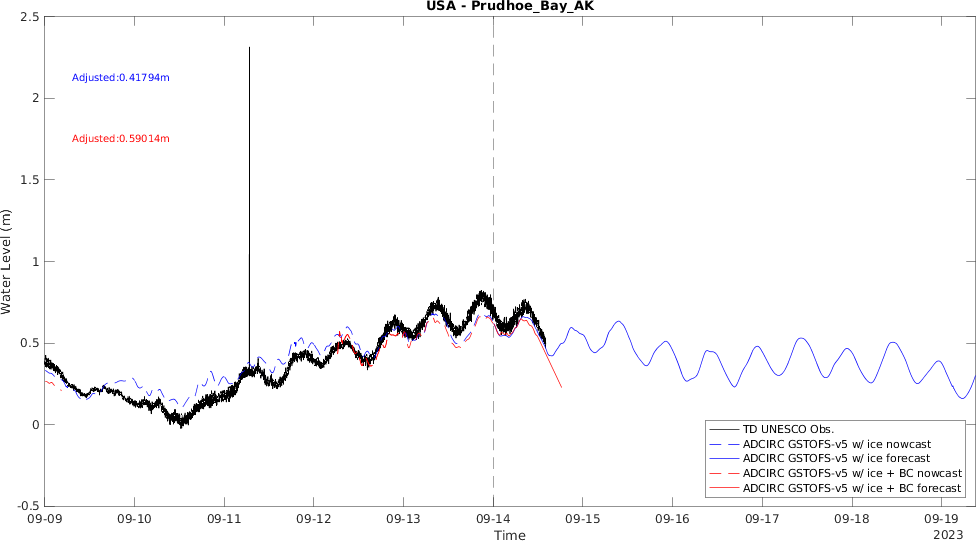 USA - Prudhoe_Bay_AK
2.5
2
1.5
1
0.5
0
-0.5
Water Level (m)
Adjusted:0.41794m
Adjusted:0.59014m
TD UNESCO Obs.
ADCIRC GSTOFS-v5 w/ ice nowcast
ADCIRC GSTOFS-v5 w/ ice forecast
ADCIRC GSTOFS-v5 w/ ice + BC nowcast
ADCIRC GSTOFS-v5 w/ ice + BC forecast
09-09 09-10 09-11 09-12 09-13 09-14 09-15 09-16 09-17 09-18 09-19
Time
2023